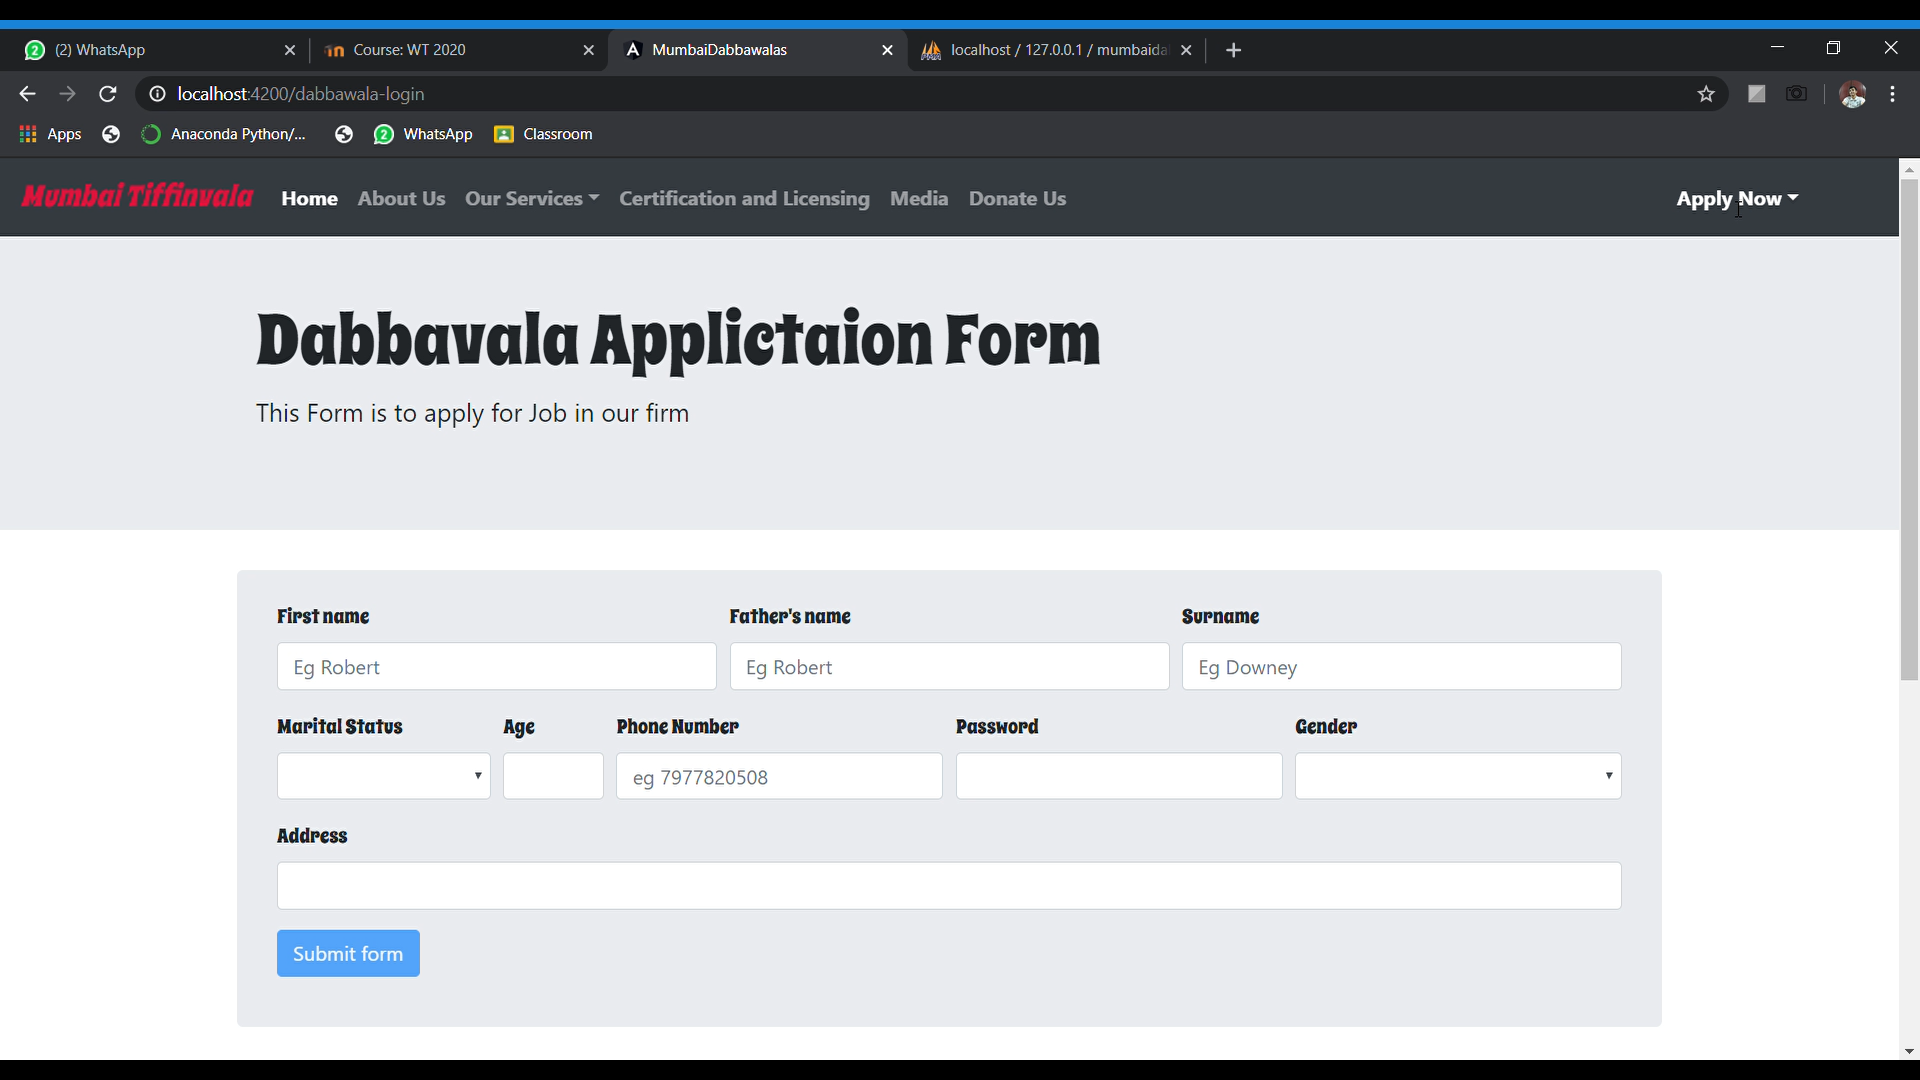 2 (2) WhatsApp
Course: WT 2020
MumbaiDabbawalas
localhost / 127.0.0.1 / mumbaida
localhost:4200/dabbawala-login
Apps
Anaconda Python/...
2 WhatsApp
Classroom
Mumbai Tiffinvala
Home About Us Our Services Certification and Licensing Media Donate Us
Apply Now
Dabbavala Applictaion Form
This Form is to apply for Job in our firm
First name Father's name Surname
Eg Robert Eg Robert Eg Downey
Marital Status Age Phone Number Password Gender
eg 7977820508
Address
Submit form